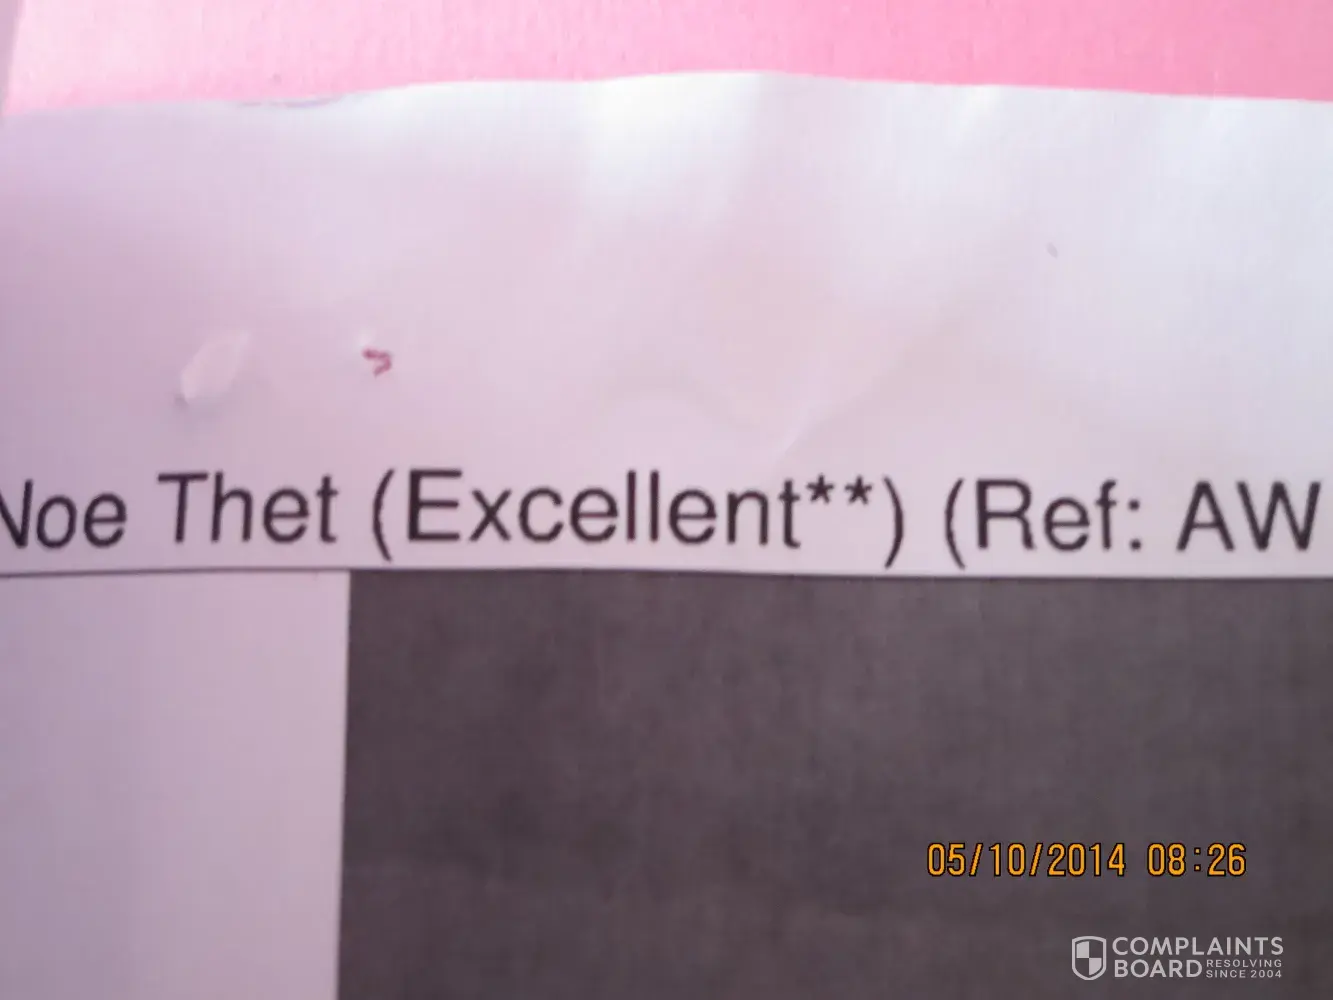 Noe Thet (Excellent**) (Ref: AW
05/10/2014 08:26
COMPLAINTS
BOARD RESOLVING
SINCE 2004